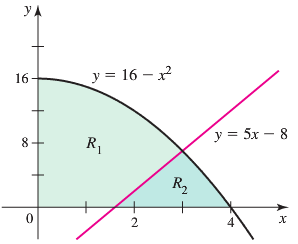 y
16
y = 16 − x²
8
R₁
y = 5x − 8
R₂
0
2
4
x